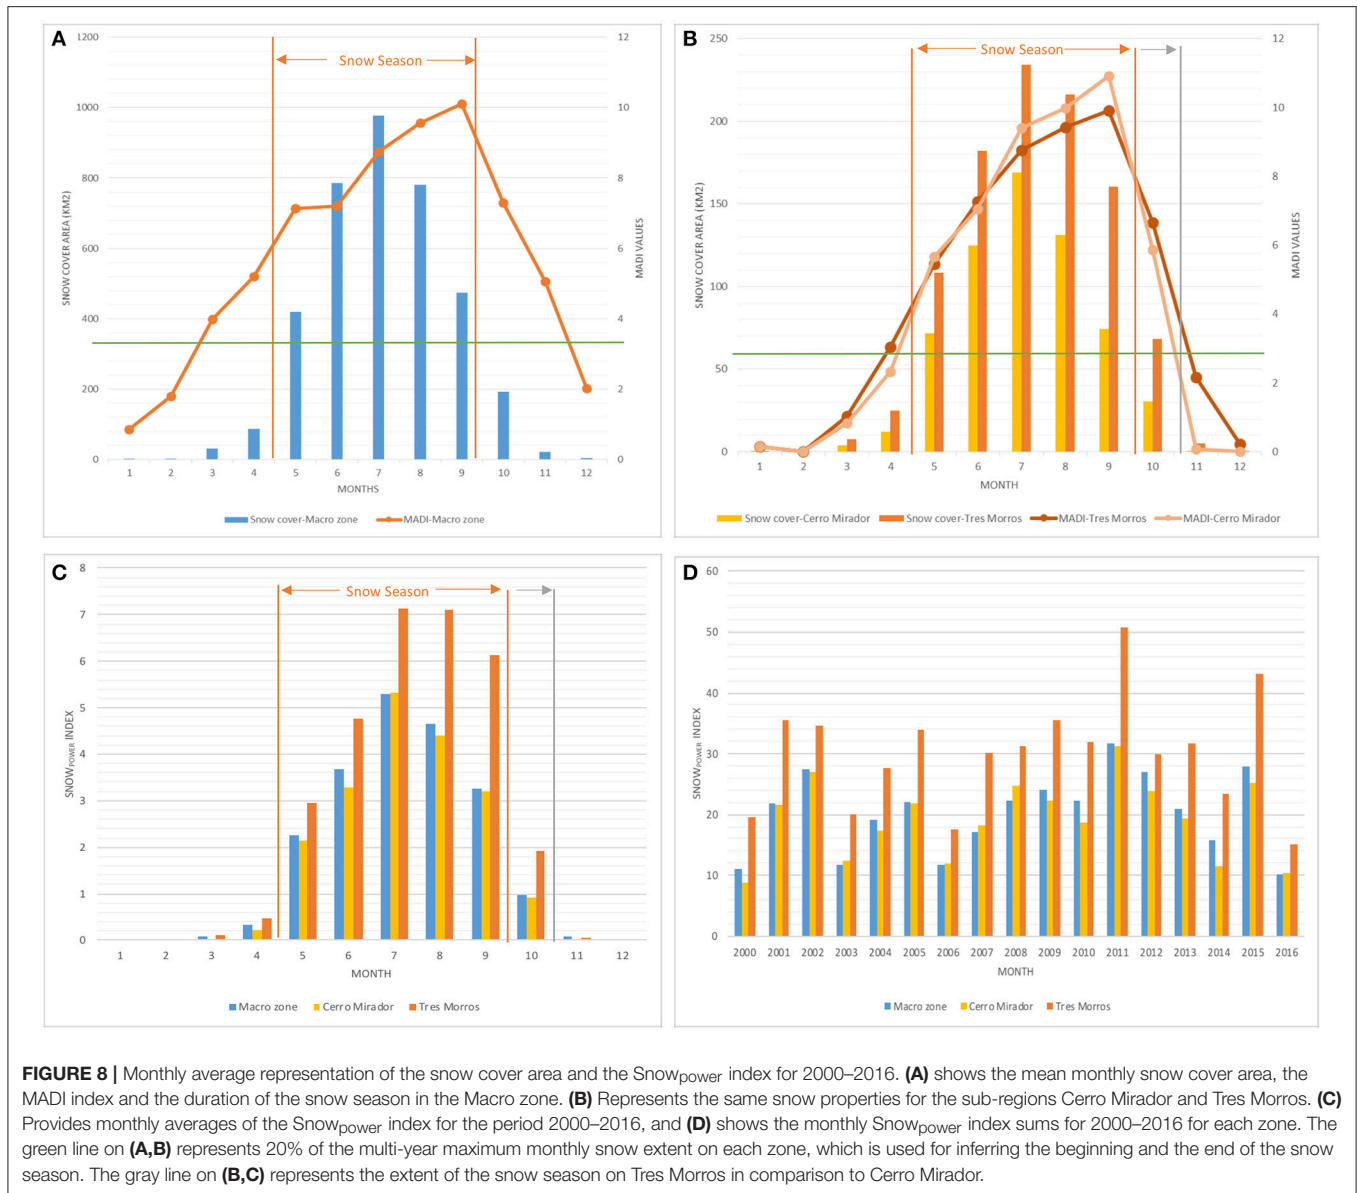 A
1200
1000
800
600
400
200
0
SNOW COVER AREA (KM2)
Snow Season
12
10
8
6
4
2
0
MADI VALUES
1 2 3 4 5 6 7 8 9 10 11 12
MONTHS
Snow cover-Macro zone MADI-Macro zone
B
250
200
150
100
50
0
SNOW COVER AREA (KM2)
Snow Season
12
10
8
6
4
2
0
MADI VALUES
1 2 3 4 5 6 7 8 9 10 11 12
MONTH
Snow cover-Cerro Mirador Snow cover-Tres Morros MADI-Tres Morros MADI-Cerro Mirador
C
8
7
6
5
4
3
2
1
0
SNOWPOWER INDEX
Snow Season
1 2 3 4 5 6 7 8 9 10 11 12
MONTH
Macro zone Cerro Mirador Tres Morros
D
60
50
40
30
20
10
0
SNOWPOWER INDEX
2000 2001 2002 2003 2004 2005 2006 2007 2008 2009 2010 2011 2012 2013 2014 2015 2016
MONTH
Macro zone Cerro Mirador Tres Morros
FIGURE 8 | Monthly average representation of the snow cover area and the Snowpower index for 2000–2016. (A) shows the mean monthly snow cover area, the
MADI index and the duration of the snow season in the Macro zone. (B) Represents the same snow properties for the sub-regions Cerro Mirador and Tres Morros. (C)
Provides monthly averages of the Snowpower index for the period 2000–2016, and (D) shows the monthly Snowpower index sums for 2000–2016 for each zone. The
green line on (A,B) represents 20% of the multi-year maximum monthly snow extent on each zone, which is used for inferring the beginning and the end of the snow
season. The gray line on (B,C) represents the extent of the snow season on Tres Morros in comparison to Cerro Mirador.